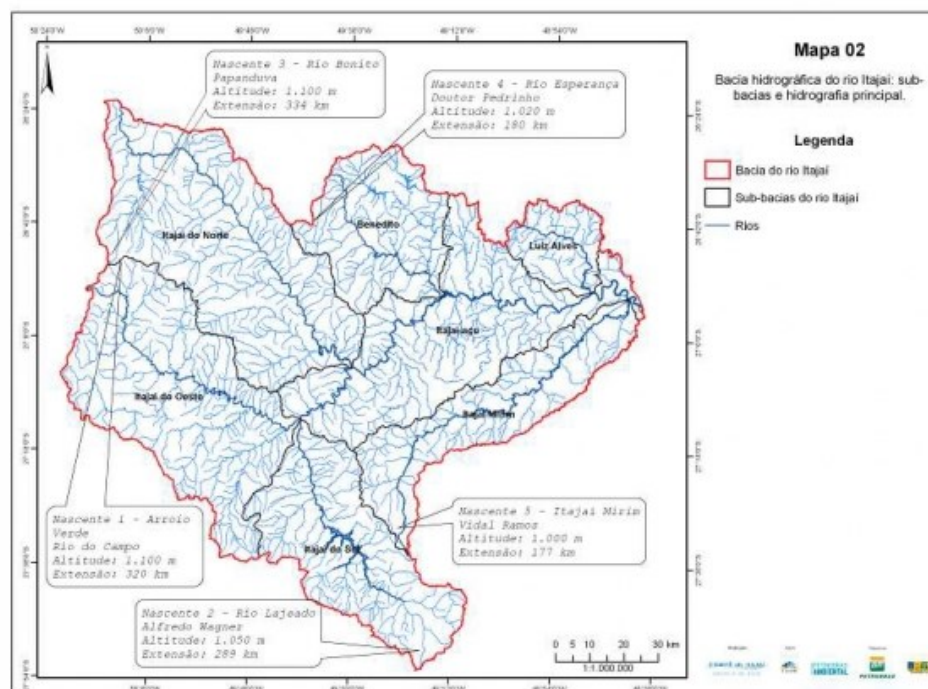 Mapa 02
Bacia hidrográfica do rio Itajaí: sub-
bacias e hidrografia principal.
Legenda
Bacia do rio Itajaí
Sub-bacias do rio Itajaí
Rios
Nascente 3 - Rio Bonito
Papanduva
Altitude: 1.100 m
Extensão: 334 km
Nascente 4 - Rio Esperança
Doutor Pedrinho
Altitude: 1.020 m
Extensão: 180 km
Itajaí do Norte
Benedito
Luiz Alves
Itajaí-açu
Itajaí do Oeste
Itajaí Mirim
Itajaí do Sul
Nascente 1 - Arroio
Verde
Rio do Campo
Altitude: 1.100 m
Extensão: 320 km
Nascente 5 - Itajaí Mirim
Vidal Ramos
Altitude: 1.000 m
Extensão: 177 km
Nascente 2 - Rio Lajeado
Alfredo Wagner
Altitude: 1.050 m
Extensão: 289 km
0 5 10 20 30 km
1:1.000.000
AMBIENTAL
PETROBRAS